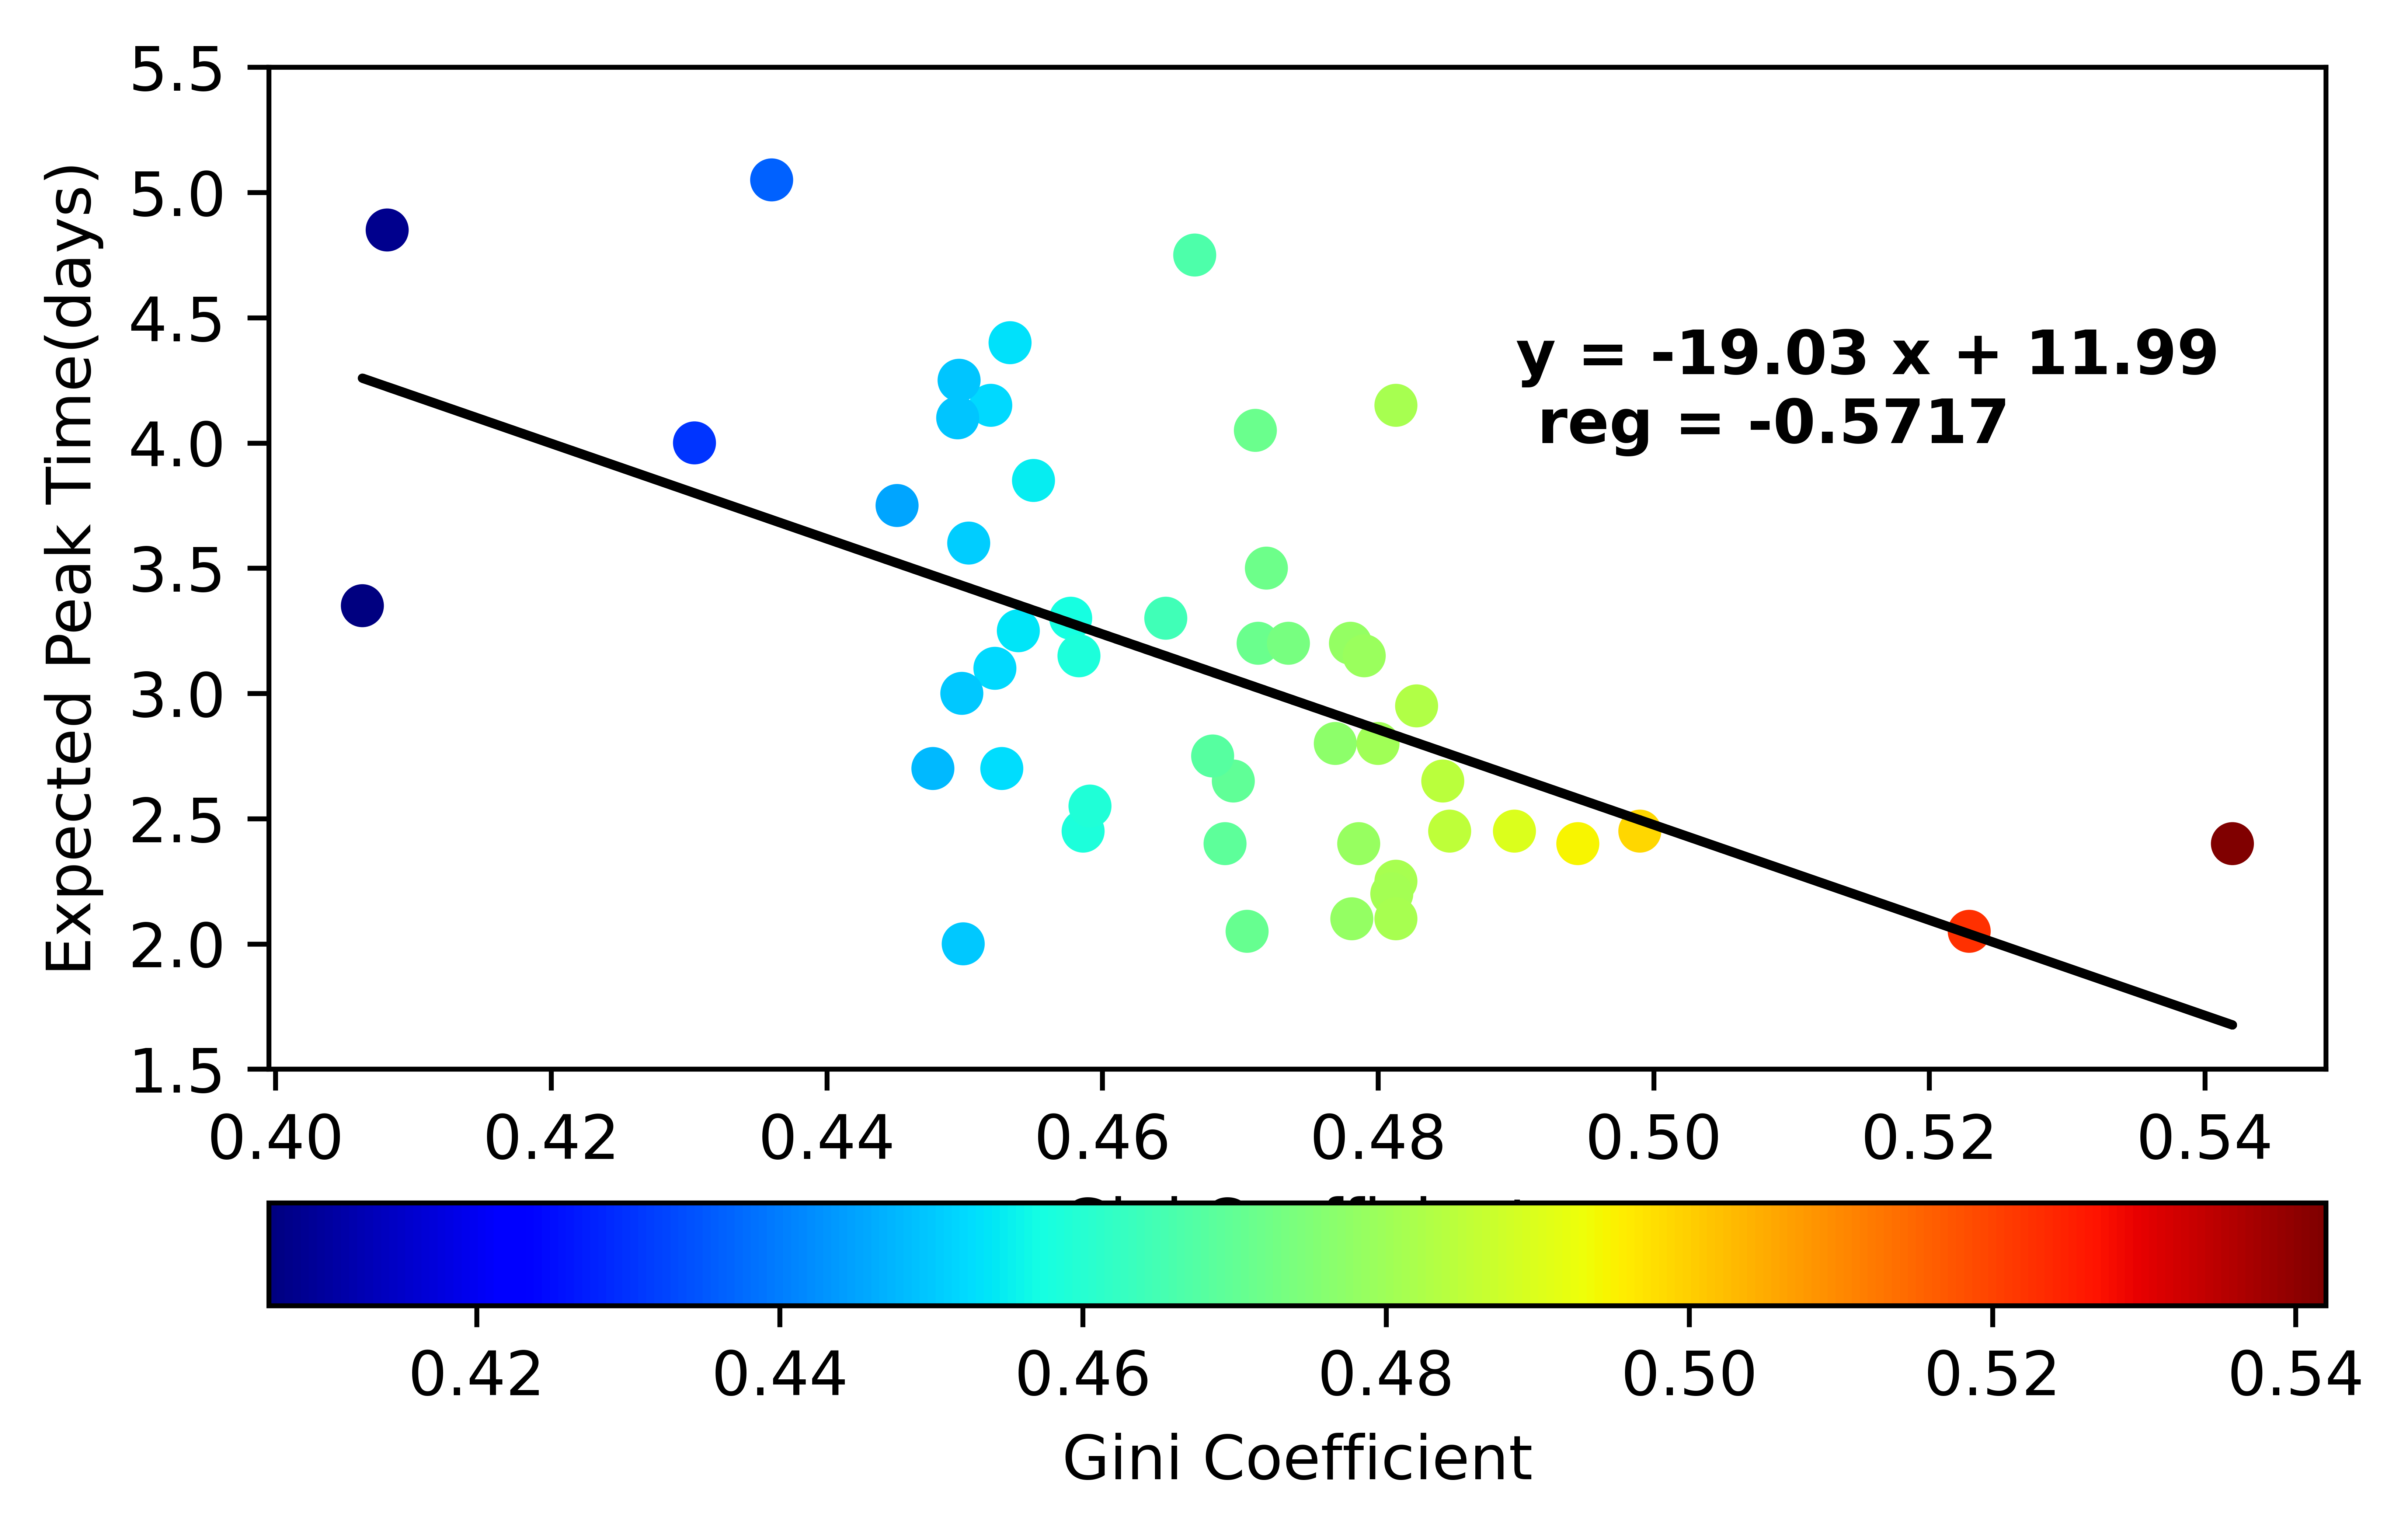 5.5
5.0
4.5
4.0
3.5
3.0
2.5
2.0
1.5
Expected Peak Time(days)
y = -19.03 x + 11.99
reg = -0.5717
0.40 0.42 0.44 0.46 0.48 0.50 0.52 0.54
0.42 0.44 0.46 0.48 0.50 0.52 0.54
Gini Coefficient